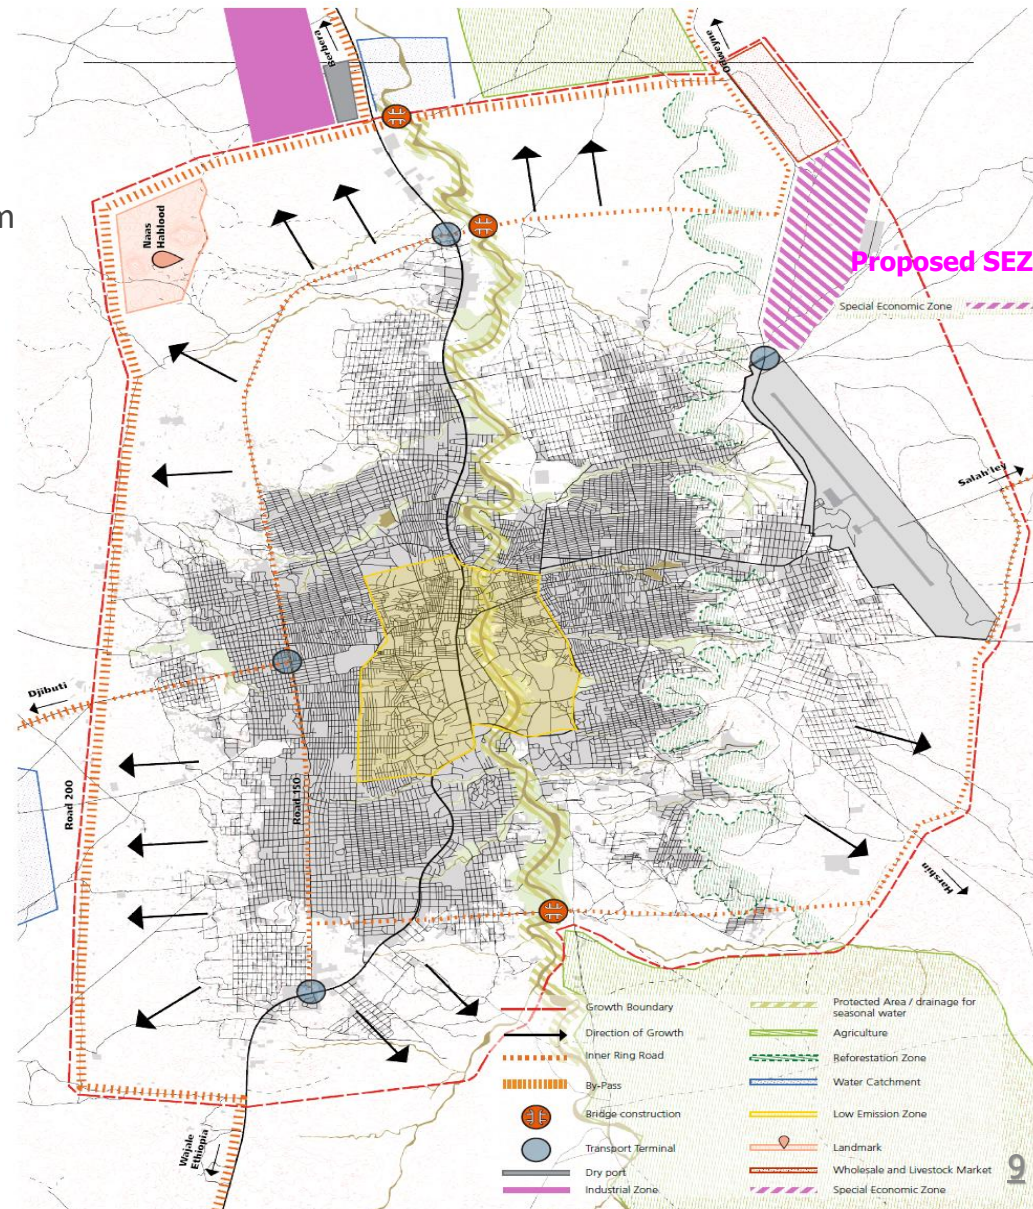 Berbera
Oodweyne
m
Naas
Hablood
Proposed SEZ
Special Economic Zone
Salah'ley
Djibuti
Road 200
Road 150
Harshin
Wajale
Ethiopia
Growth Boundary
Direction of Growth
Inner Ring Road
By-Pass
Bridge construction
Transport Terminal
Dry port
Industrial Zone
Protected Area / drainage for
seasonal water
Agriculture
Reforestation Zone
Water Catchment
Low Emission Zone
Landmark
Wholesale and Livestock Market
Special Economic Zone
9